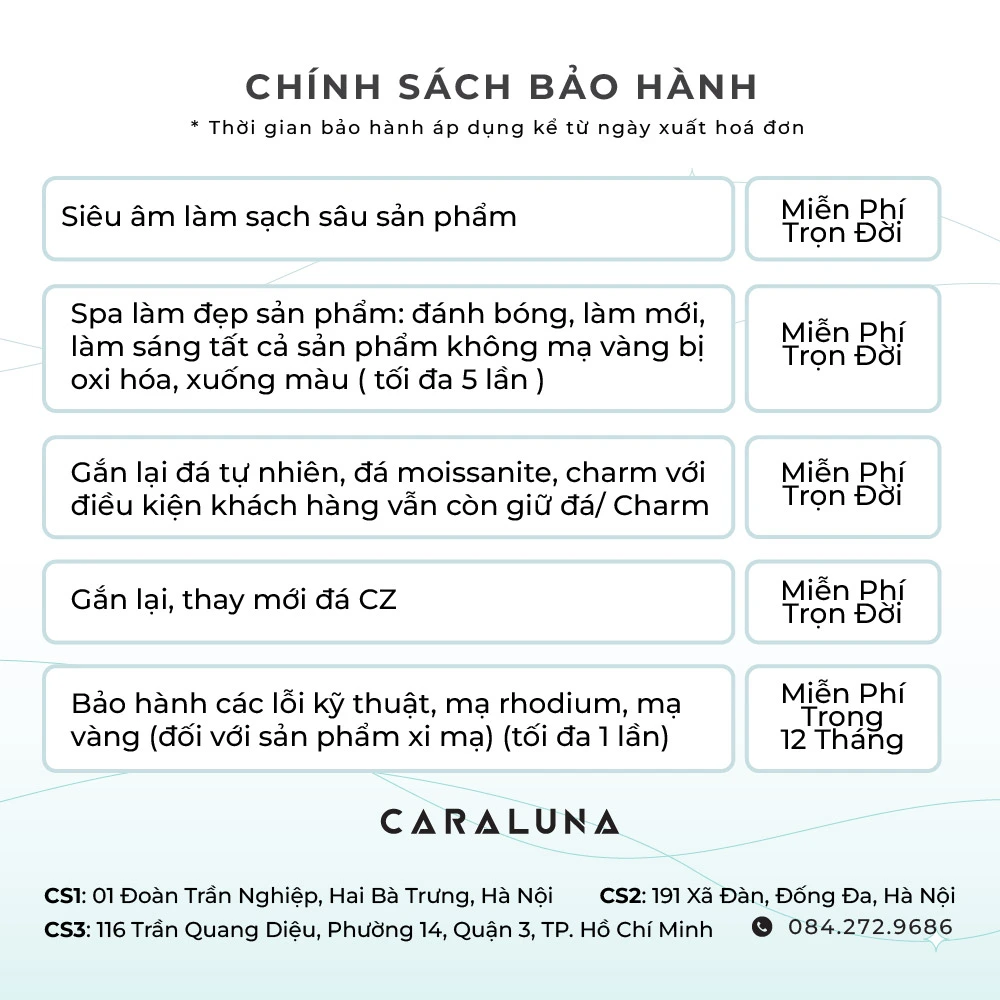 CHÍNH SÁCH BẢO HÀNH
* Thời gian bảo hành áp dụng kể từ ngày xuất hoá đơn
Siêu âm làm sạch sâu sản phẩm
Miễn Phí
Trọn Đời
Spa làm đẹp sản phẩm: đánh bóng, làm mới,
làm sáng tất cả sản phẩm không mạ vàng bị
oxi hóa, xuống màu ( tối đa 5 lần )
Miễn Phí
Trọn Đời
Gắn lại đá tự nhiên, đá moissanite, charm với
điều kiện khách hàng vẫn còn giữ đá/ Charm
Miễn Phí
Trọn Đời
Gắn lại, thay mới đá CZ
Miễn Phí
Trọn Đời
Bảo hành các lỗi kỹ thuật, mạ rhodium, mạ
vàng (đối với sản phẩm xi mạ) (tối đa 1 lần)
Miễn Phí
Trong
12 Tháng
CARALUNA
CS1: 01 Đoàn Trần Nghiệp, Hai Bà Trưng, Hà Nội
CS2: 191 Xã Đàn, Đống Đa, Hà Nội
CS3: 116 Trần Quang Diệu, Phường 14, Quận 3, TP. Hồ Chí Minh
084.272.9686